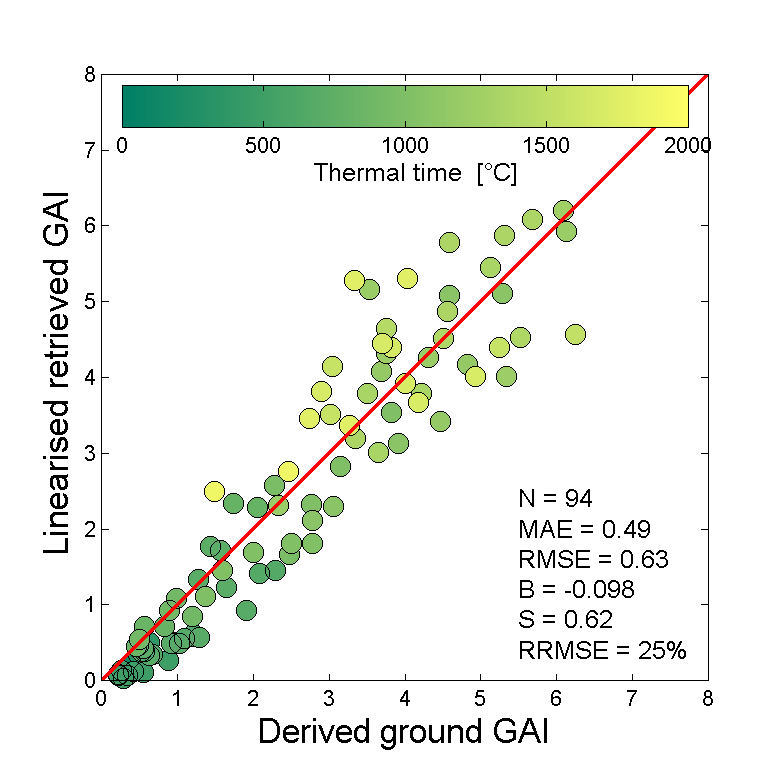 8
7
6
5
4
3
2
1
0
0 500 1000 1500 2000
Thermal time [°C]
Linearised retrieved GAI
N = 94
MAE = 0.49
RMSE = 0.63
B = -0.098
S = 0.62
RRMSE = 25%
0 1 2 3 4 5 6 7 8
Derived ground GAI